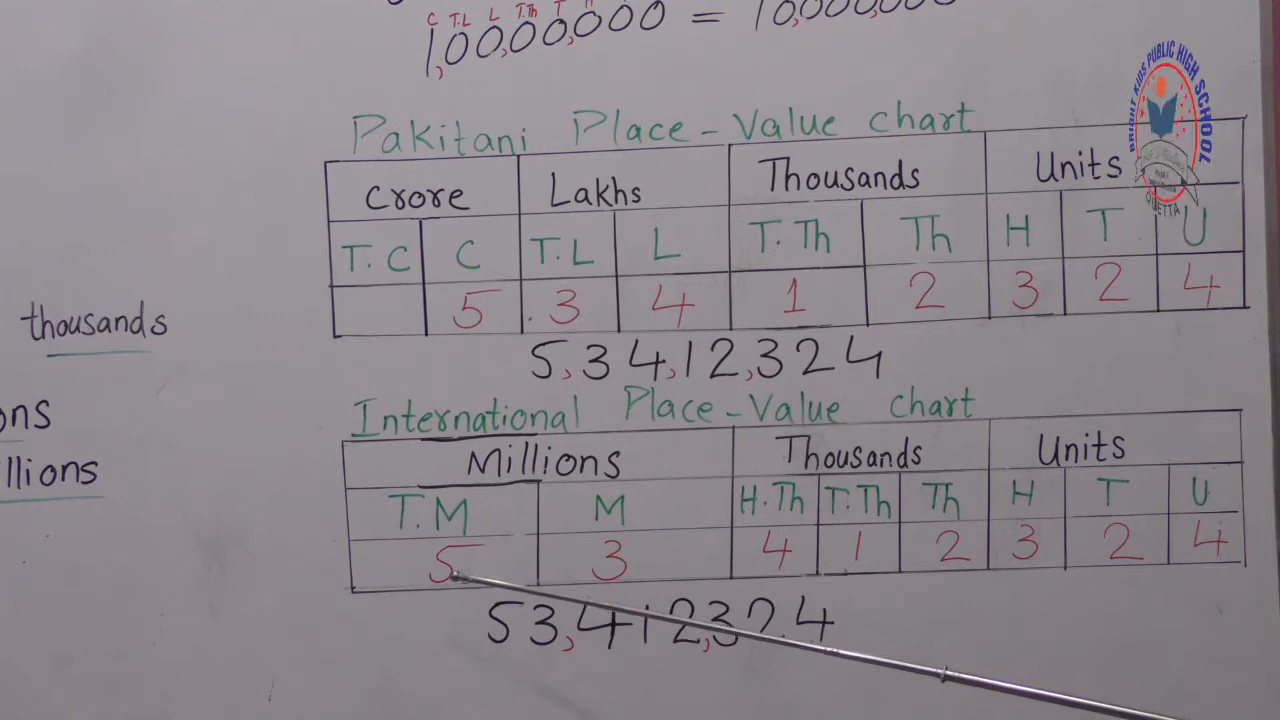 C T.L L T.Th T H
1,00,00,000 = 10,000,000
Pakitani Place-Value chart
Crore Lakhs Thousands Units
T.C C T.L L T.Th Th H T U
5 3 4 1 2 3 2 4
5,34,12,324
International Place-Value chart
Millions Thousands Units
T.M M H.Th T.Th Th H T U
5 3 4 1 2 3 2 4
53,412,324
thousands
ons
llions
BRIGHT KIDS PUBLIC HIGH SCHOOL
QUETTA